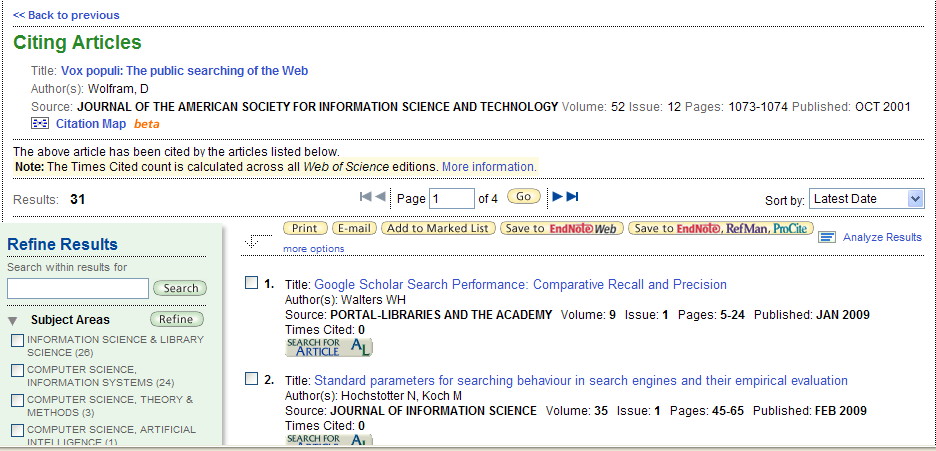 << Back to previous
Citing Articles
Title: Vox populi: The public searching of the Web
Author(s): Wolfram, D
Source: JOURNAL OF THE AMERICAN SOCIETY FOR INFORMATION SCIENCE AND TECHNOLOGY Volume: 52 Issue: 12 Pages: 1073-1074 Published: OCT 2001
Citation Map beta
The above article has been cited by the articles listed below.
Note: The Times Cited count is calculated across all Web of Science editions. More information.
Results: 31 Page 1 of 4 Go Sort by: Latest Date
Refine Results
Search within results for
Search
Subject Areas Refine
INFORMATION SCIENCE & LIBRARY
SCIENCE (26)
COMPUTER SCIENCE,
INFORMATION SYSTEMS (24)
COMPUTER SCIENCE, THEORY &
METHODS (3)
COMPUTER SCIENCE, ARTIFICIAL
INTELLIGENCE (1)
Print E-mail Add to Marked List Save to EndNote Web Save to EndNote, RefMan, ProCite Analyze Results
more options
1. Title: Google Scholar Search Performance: Comparative Recall and Precision
Author(s): Walters WH
Source: PORTAL-LIBRARIES AND THE ACADEMY Volume: 9 Issue: 1 Pages: 5-24 Published: JAN 2009
Times Cited: 0
SEARCH FOR
ARTICLE AL
2. Title: Standard parameters for searching behaviour in search engines and their empirical evaluation
Author(s): Hochstotter N, Koch M
Source: JOURNAL OF INFORMATION SCIENCE Volume: 35 Issue: 1 Pages: 45-65 Published: FEB 2009
Times Cited: 0
SEARCH FOR
AL